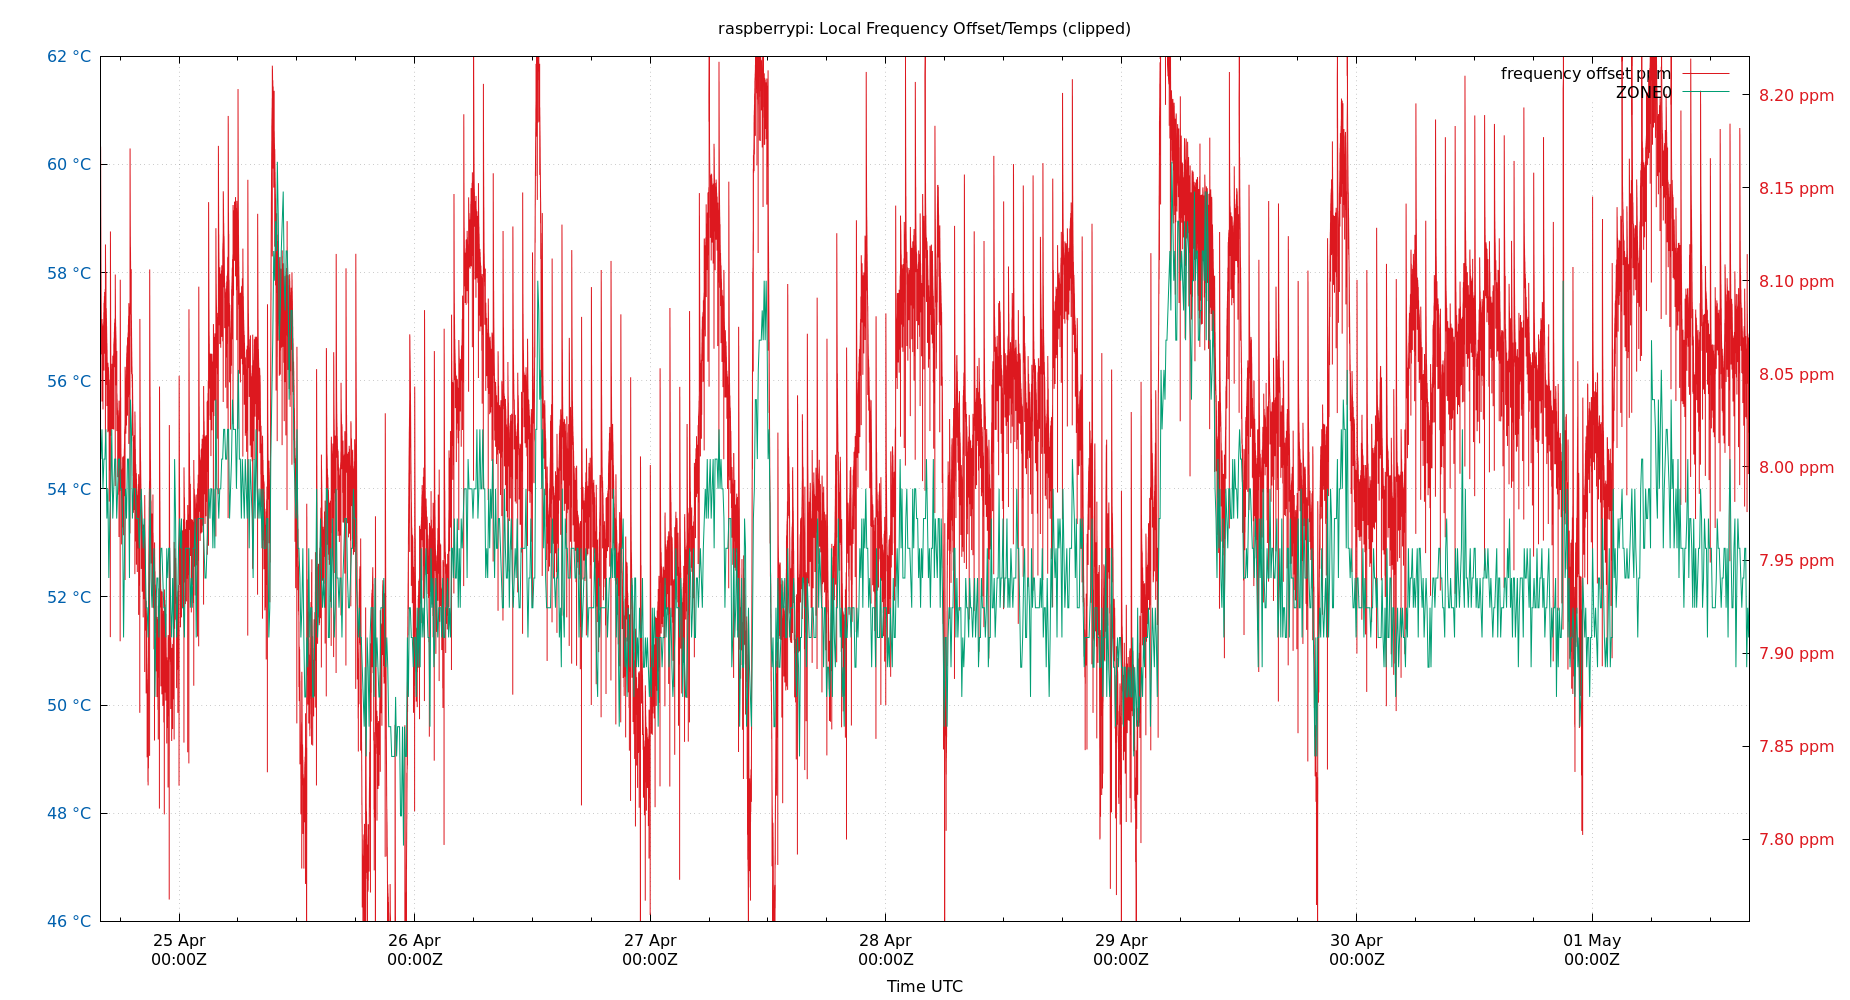 raspberrypi: Local Frequency Offset/Temps (clipped)
62 °C
60 °C
58 °C
56 °C
54 °C
52 °C
50 °C
48 °C
46 °C
frequency offset ppm
ZONE0
8.20 ppm
8.15 ppm
8.10 ppm
8.05 ppm
8.00 ppm
7.95 ppm
7.90 ppm
7.85 ppm
7.80 ppm
25 Apr
00:00Z
26 Apr
00:00Z
27 Apr
00:00Z
28 Apr
00:00Z
29 Apr
00:00Z
30 Apr
00:00Z
01 May
00:00Z
Time UTC